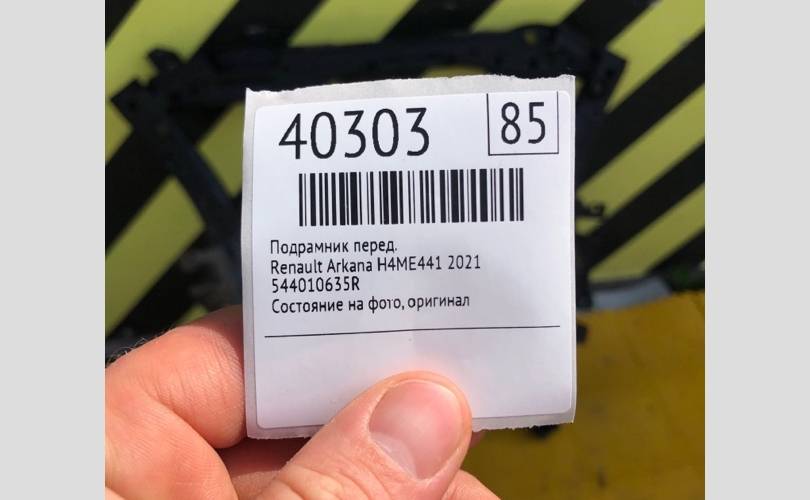 40303
85
Подрамник перед.
Renault Arkana H4ME441 2021
544010635R
Состояние на фото, оригинал